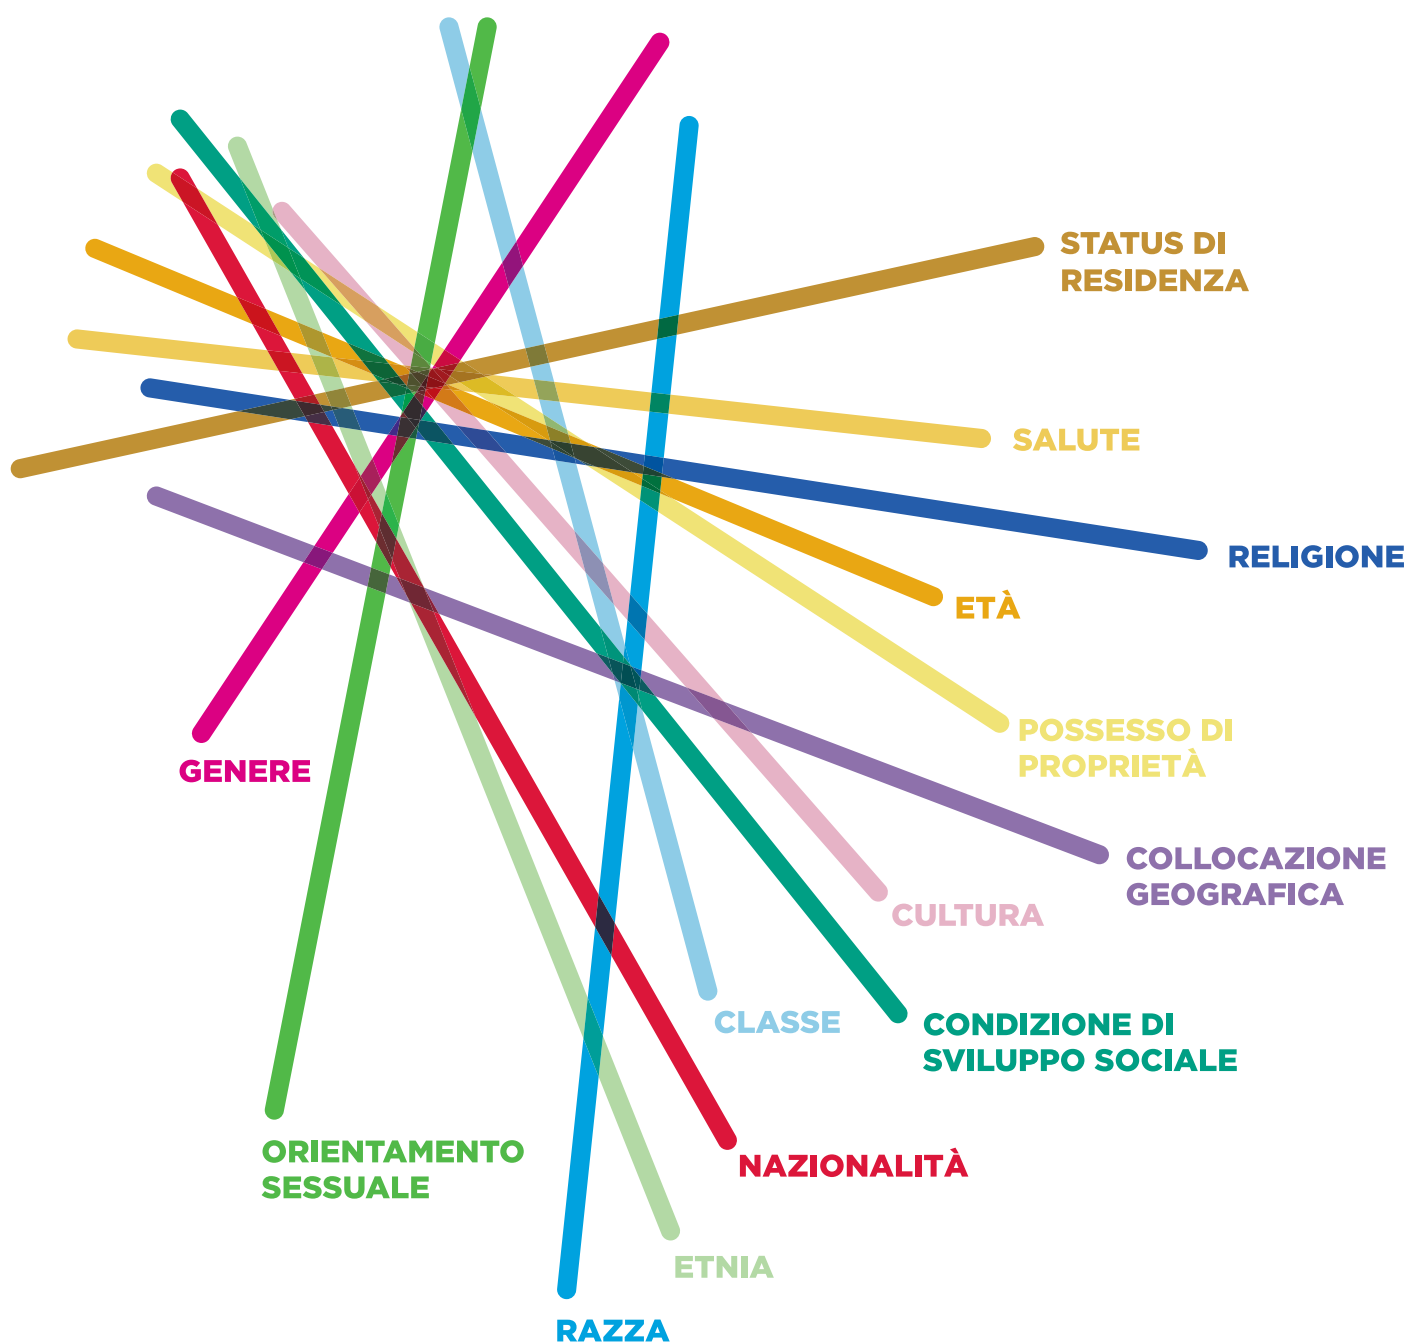 STATUS DI
RESIDENZA
SALUTE
RELIGIONE
ETÀ
POSSESSO DI
PROPRIETÀ
GENERE
COLLOCAZIONE
GEOGRAFICA
CULTURA
CLASSE
CONDIZIONE DI
SVILUPPO SOCIALE
ORIENTAMENTO
SESSUALE
NAZIONALITÀ
ETNIA
RAZZA